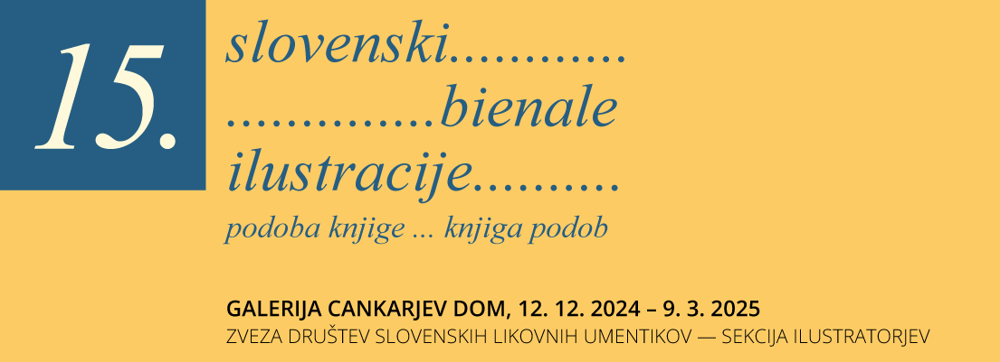 15.
slovenski............
..............bienale
ilustracije..........
podoba knjige ... knjiga podob
GALERIJA CANKARJEV DOM, 12. 12. 2024 – 9. 3. 2025
ZVEZA DRUŠTEV SLOVENSKIH LIKOVNIH UMENTIKOV — SEKCIJA ILUSTRATORJEV